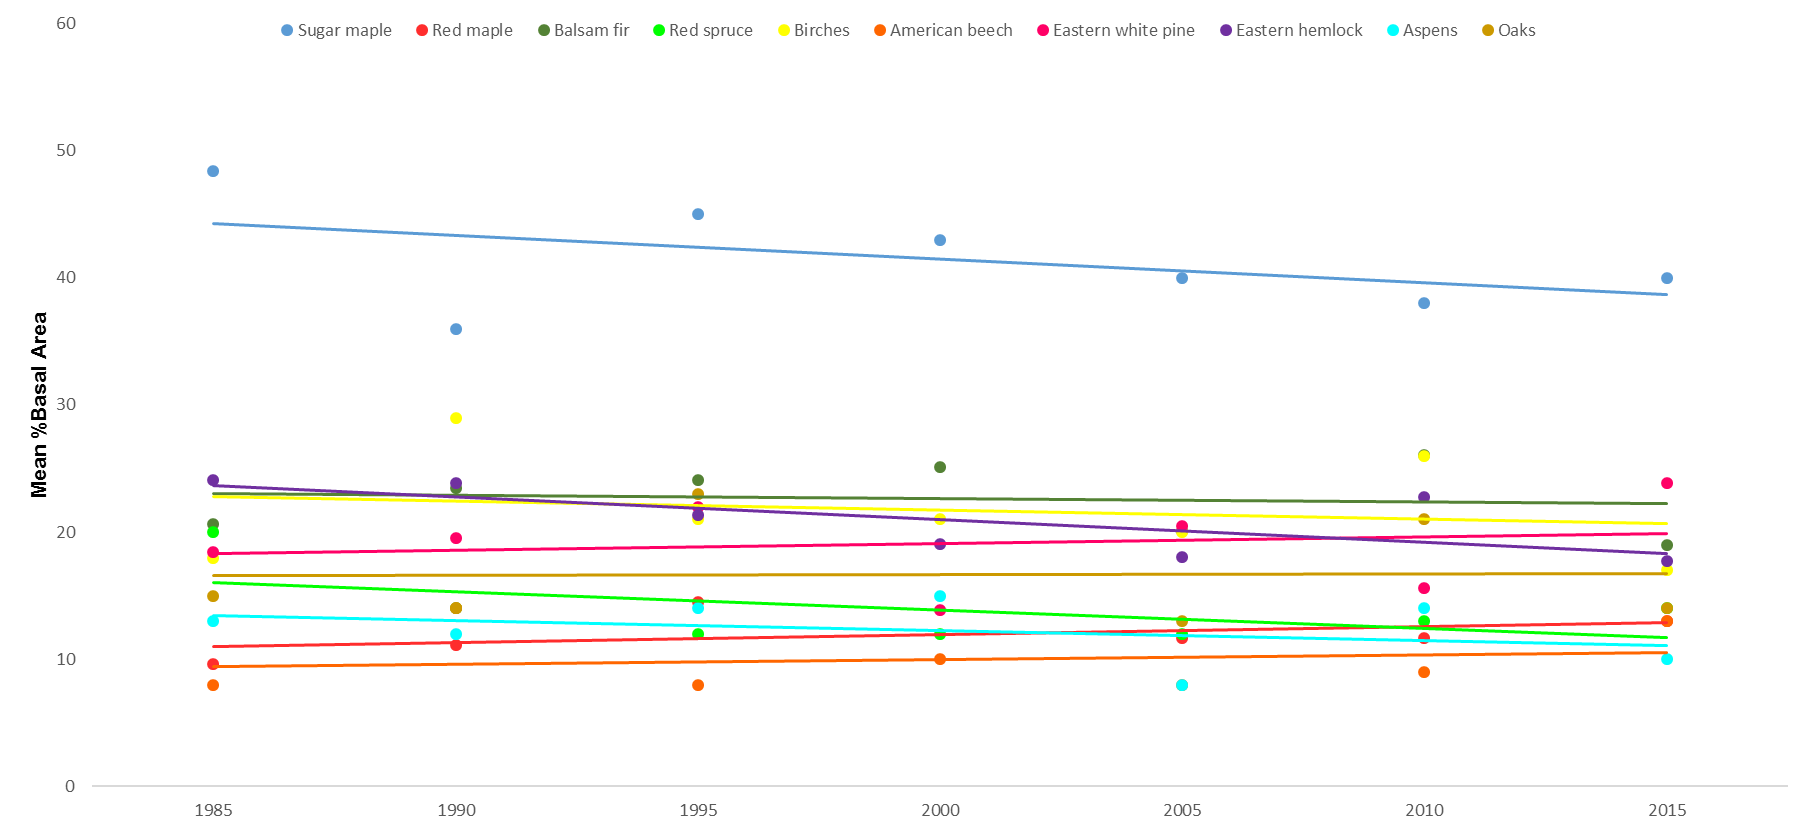 60
Sugar maple Red maple Balsam fir Red spruce Birches American beech Eastern white pine Eastern hemlock Aspens Oaks
50
40
30
20
10
0
Mean %Basal Area
1985 1990 1995 2000 2005 2010 2015